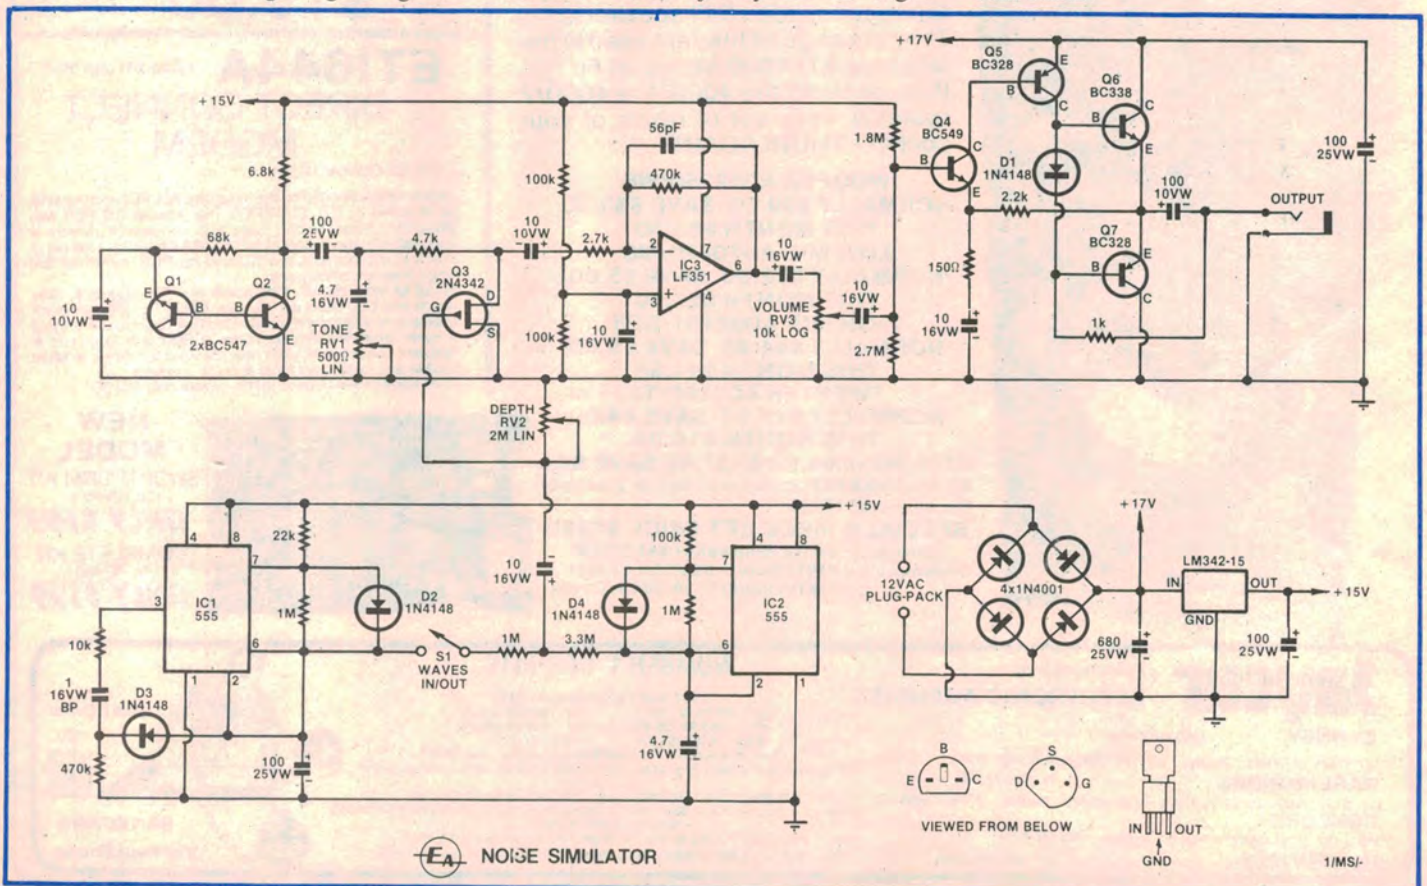 +17V
Q5
BC328
E
B
C
Q6
BC338
C
B
E
+15V
6.8k
56pF
470k
1.8M
Q4
BC549
C
B
E
D1
1N4148
2.2k
100
10VW
100
25VW
OUTPUT
100k
68k
100
25VW
4.7k
10
10VW
2.7k
2
3
7
6
4
IC3
LF351
10
16VW
Q1
E
B
Q2
B
C
E
2xBC547
10
10VW
4.7
16VW
TONE
RV1
500Ω
LIN
Q3
2N4342
G
D
S
100k
10
16VW
VOLUME
RV3
10k LOG
10
16VW
2.7M
150Ω
10
16VW
Q7
BC328
E
B
C
1k
DEPTH
RV2
2M LIN
4
8
22k
7
1M
6
IC1
555
3
1
2
10k
1
16VW
BP
D3
1N4148
470k
100
25VW
D2
1N4148
S1
WAVES
IN/OUT
1M
3.3M
10
16VW
D4
1N4148
100k
1M
+15V
4
8
7
6
IC2
555
2
1
4.7
16VW
12VAC
PLUG-PACK
4x1N4001
+17V
LM342-15
IN
OUT
GND
+15V
680
25VW
100
25VW
B
E
C
S
D
G
VIEWED FROM BELOW
IN
OUT
GND
EA
NOISE SIMULATOR
1/MS/-